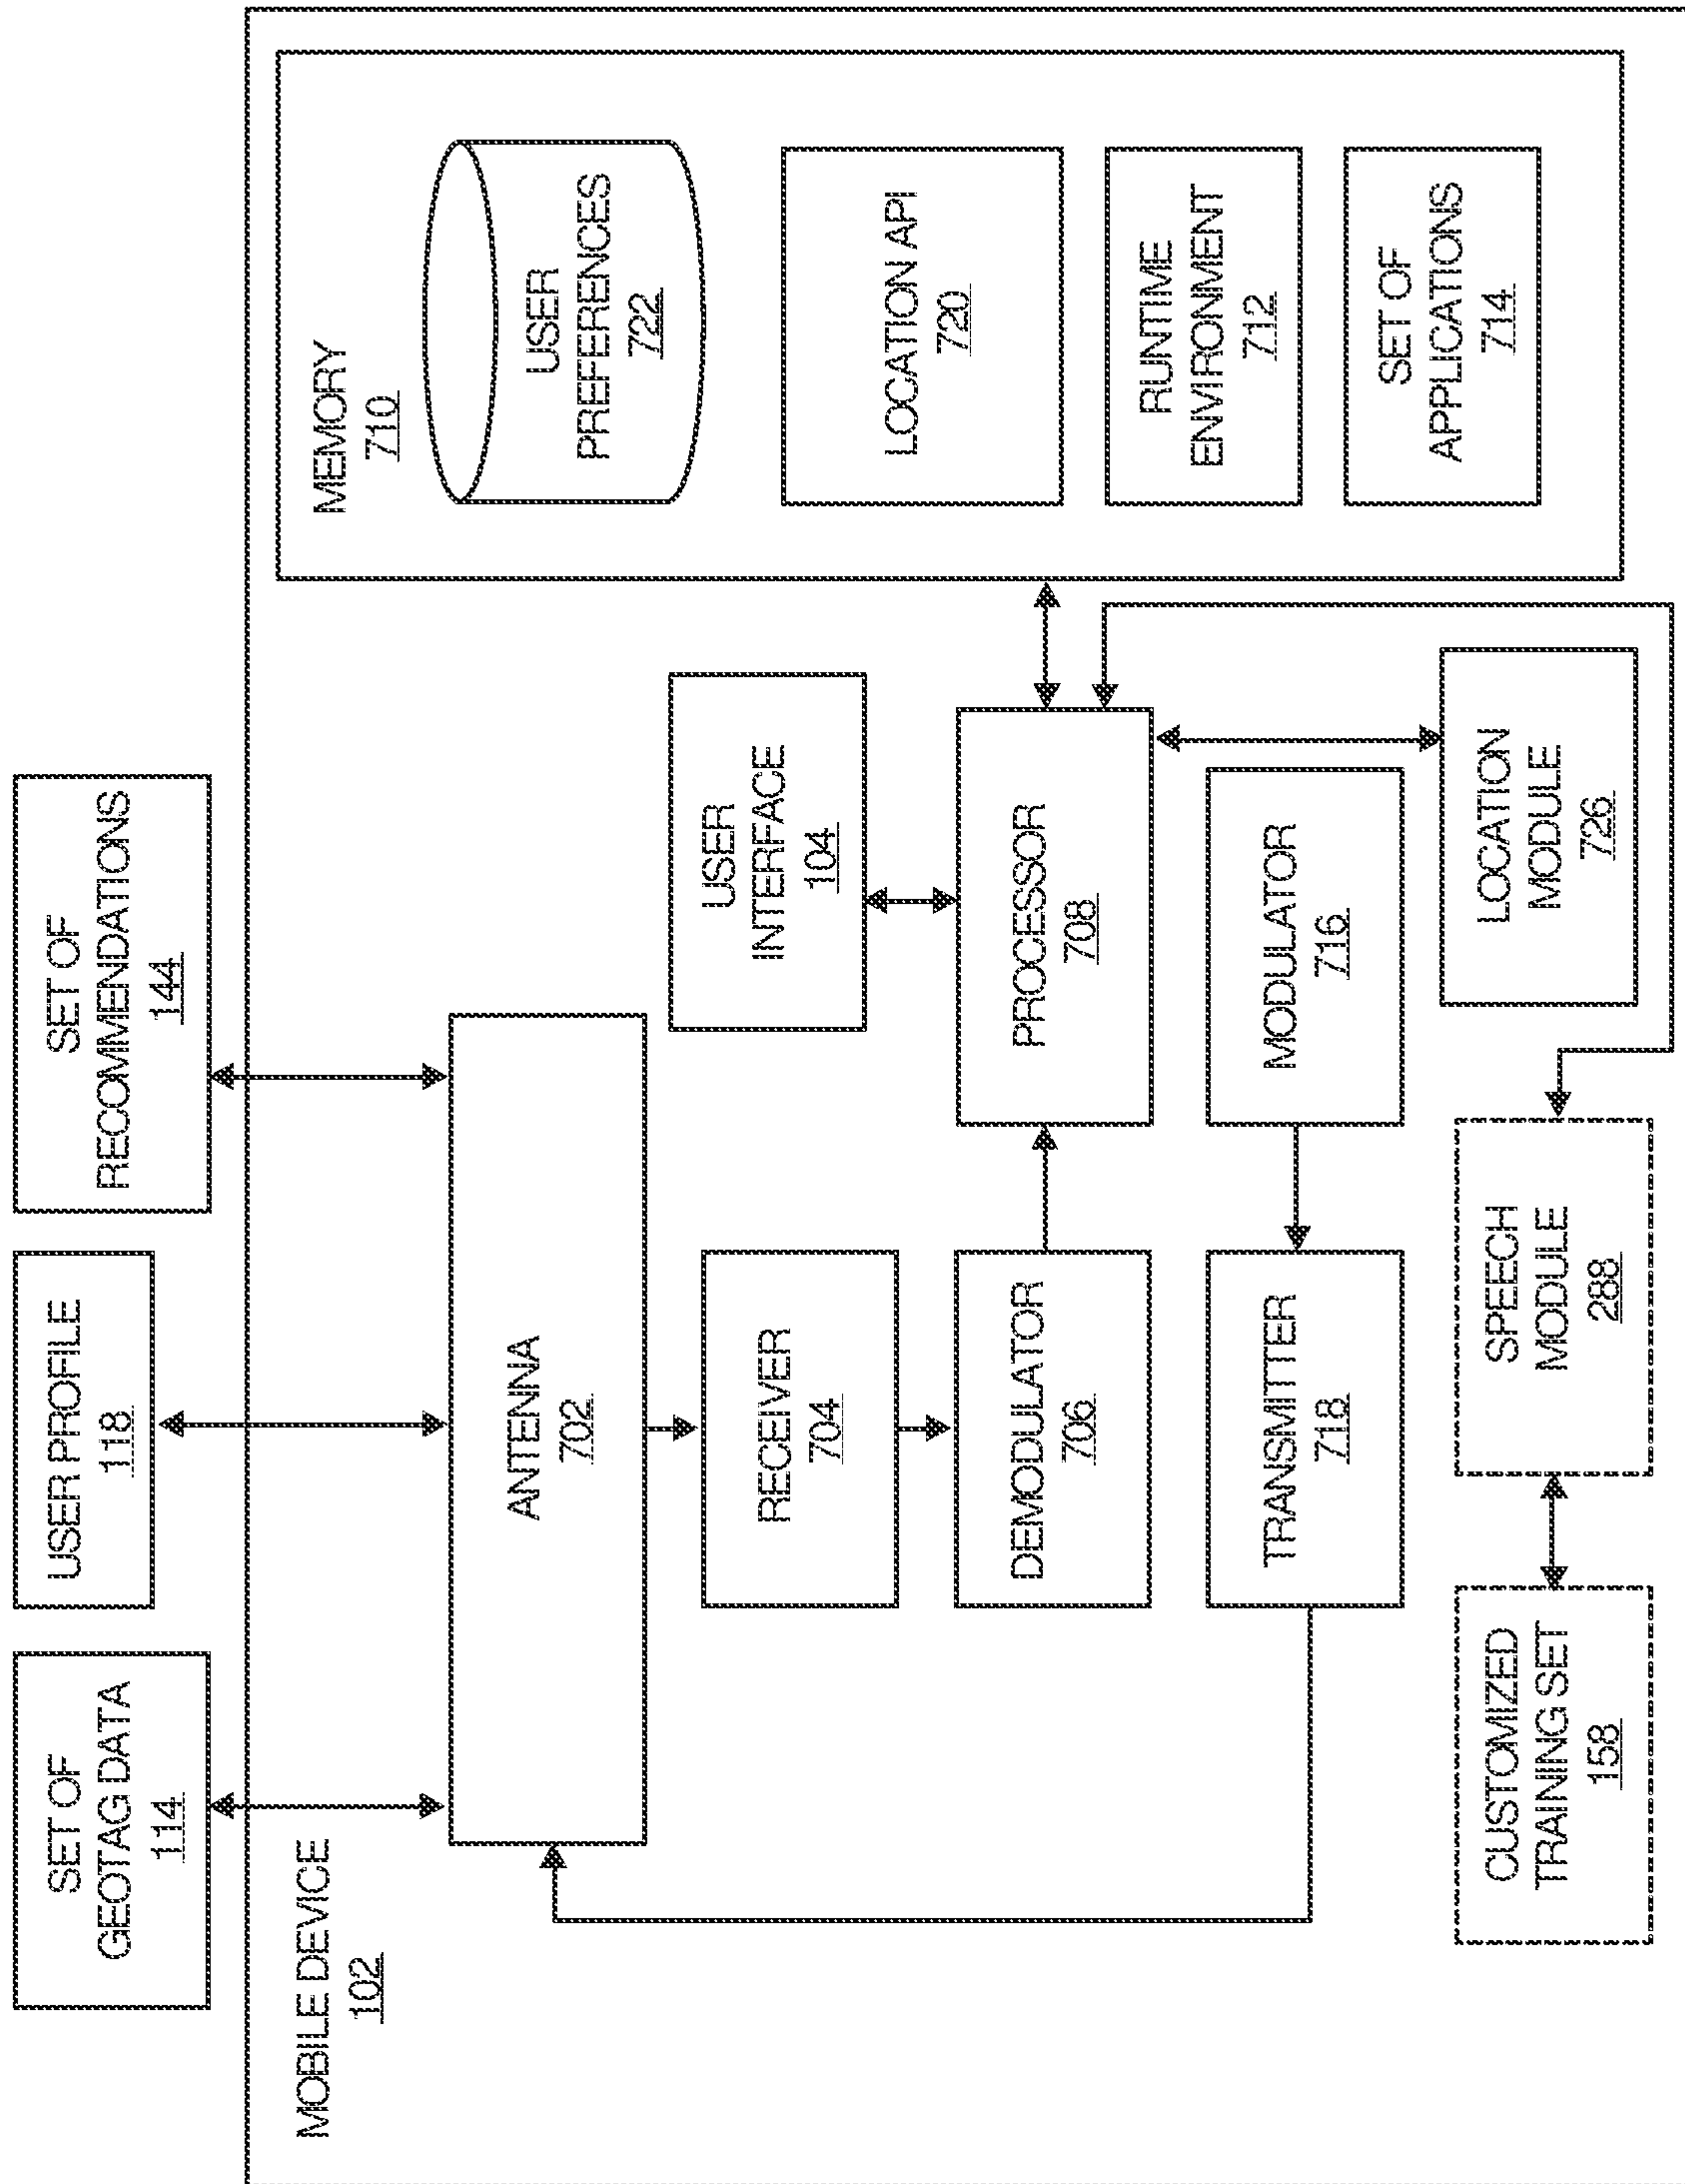 SET OF
GEOTAG DATA
114
USER PROFILE
118
SET OF
RECOMMENDATIONS
144
MOBILE DEVICE
102
ANTENNA
702
MEMORY
710
USER
PREFERENCES
722
RECEIVER
704
USER
INTERFACE
104
LOCATION API
720
DEMODULATOR
706
PROCESSOR
708
RUNTIME
ENVIRONMENT
712
TRANSMITTER
718
MODULATOR
716
SET OF
APPLICATIONS
714
CUSTOMIZED
TRAINING SET
158
SPEECH
MODULE
288
LOCATION
MODULE
726